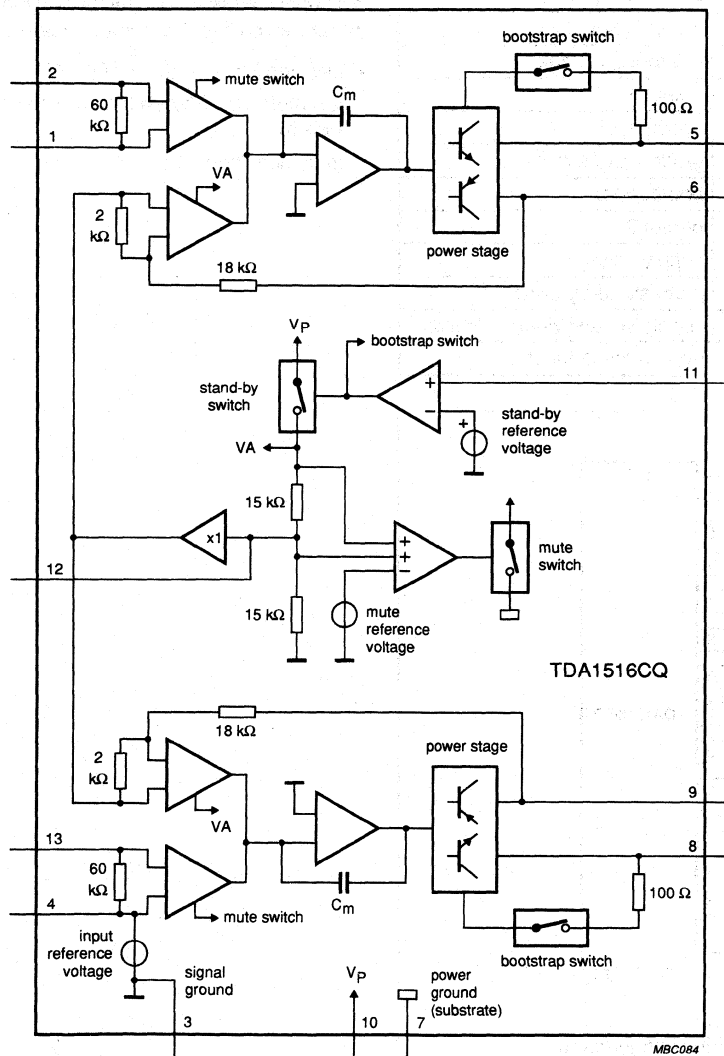 bootstrap switch
2
mute switch
60
kΩ
Cm
100 Ω
1
5
VA
6
2
kΩ
power stage
18 kΩ
VP
bootstrap switch
11
stand-by
switch
+
−
+
stand-by
reference
voltage
VA
15 kΩ
x1
+
+
−
mute
switch
12
15 kΩ
mute
reference
voltage
TDA1516CQ
18 kΩ
power stage
2
kΩ
9
VA
13
8
60
kΩ
100 Ω
4
Cm
mute switch
input
reference
voltage
signal
ground
bootstrap switch
VP
power
ground
(substrate)
3
10
7
MBC084